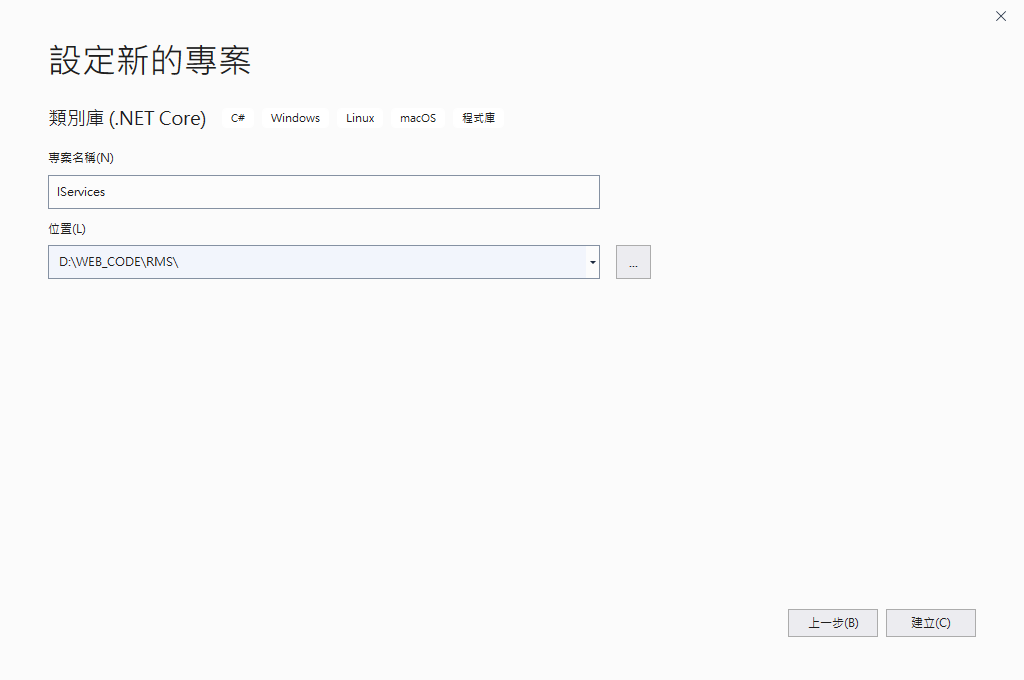 設定新的專案
類別庫 (.NET Core) C# Windows Linux macOS 程式庫
專案名稱(N)
IServices
位置(L)
D:\WEB_CODE\RMS\
...
上一步(B) 建立(C)